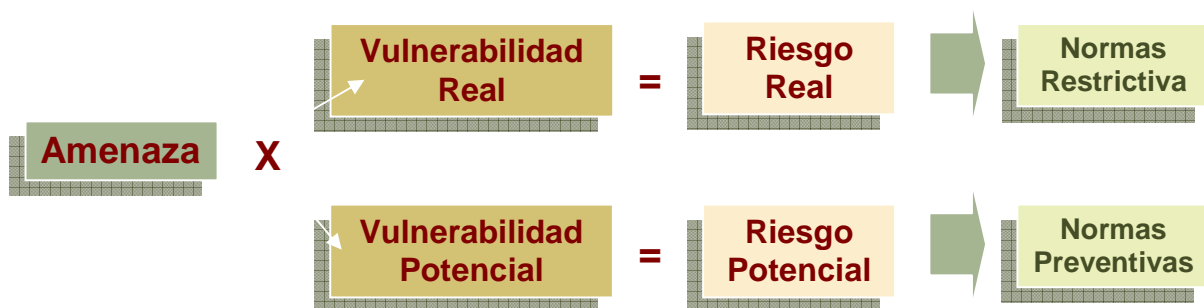 Vulnerabilidad
Real
=
Riesgo
Real
Normas
Restrictiva
Amenaza
X
Vulnerabilidad
Potencial
=
Riesgo
Potencial
Normas
Preventivas